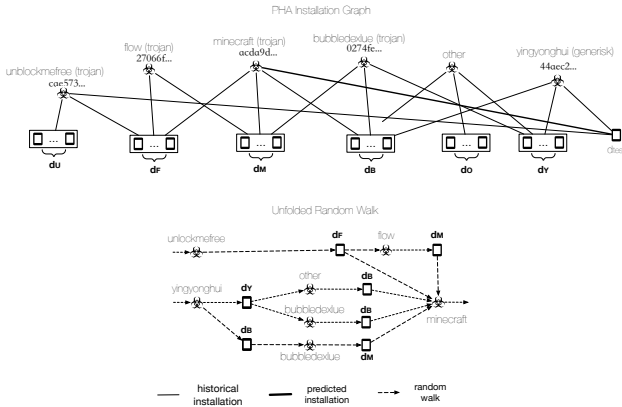 PHA Installation Graph
bubbledexlue (trojan)
flow (trojan)
minecraft (trojan)
0274fe...
other
27066f...
acda9d...
yingyonghui (generisk)
unblockmefree (trojan)
44aec2...
cae573...
... ... ... ... ... ...
dU dF dM dB dO dY
Unfolded Random Walk
dF dM
unlockmefree flow
other dB
yingyonghui dY
bubbledexlue dB
minecraft
dB dM
bubbledexlue
historical installation
predicted installation
random walk